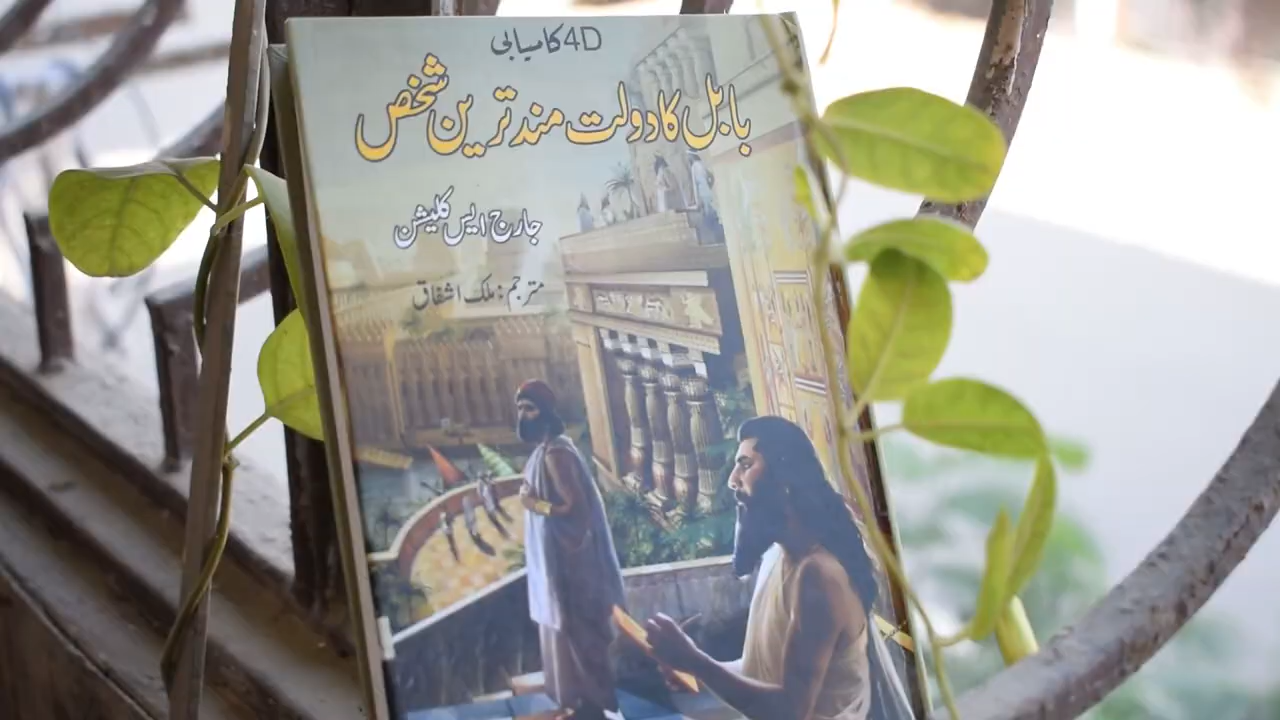 4D کامیابی
بابل کا دولت مند ترین شخص
جارج ایس کلیشن
مترجم: ملک اشفاق